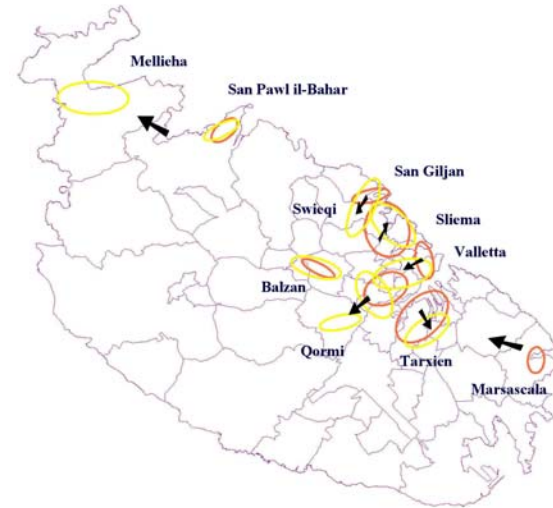 Mellieha
San Pawl il-Bahar
San Giljan
Swieqi
Sliema
Valletta
Balzan
Qormi
Tarxien
Marsascala